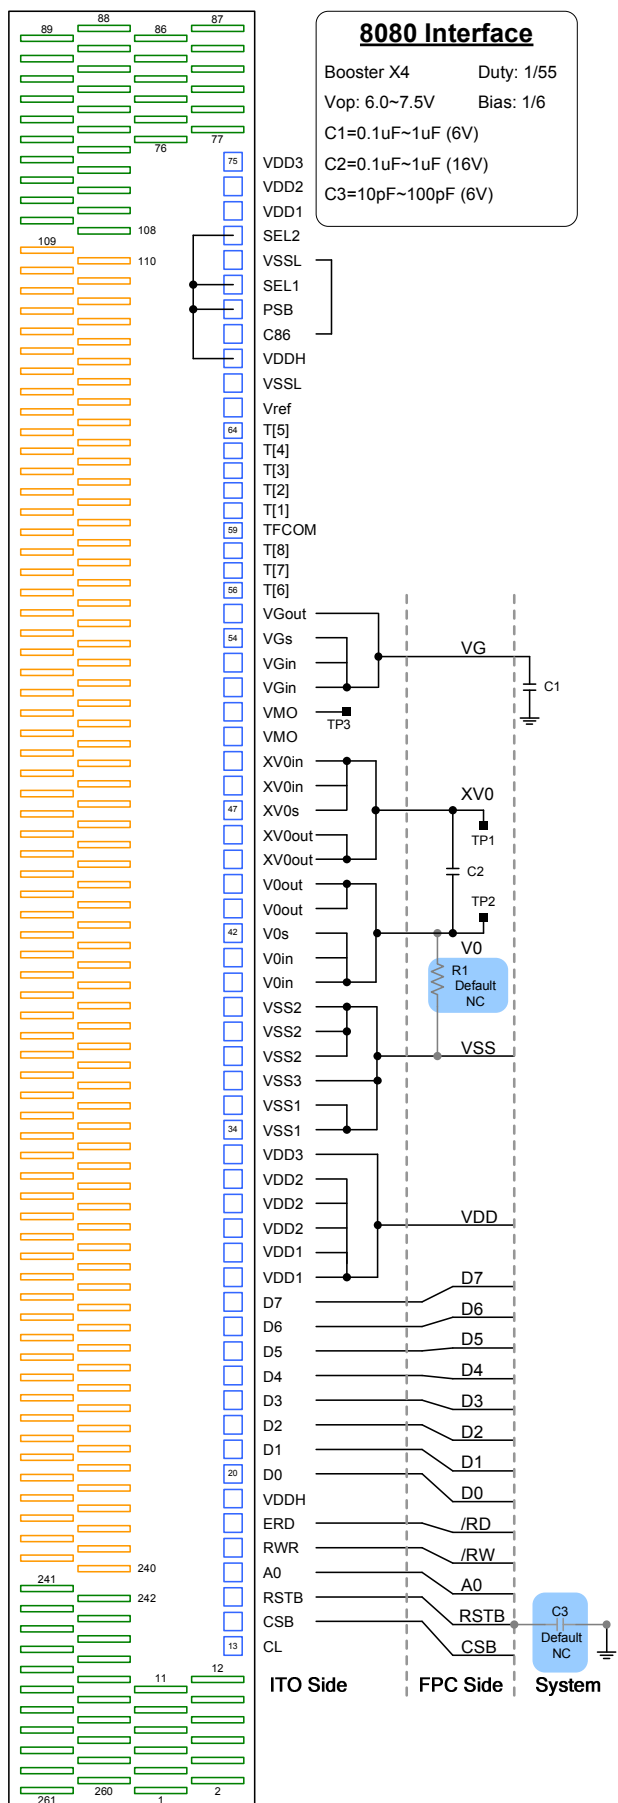 8080 Interface
Booster X4 Duty: 1/55
Vop: 6.0~7.5V Bias: 1/6
C1=0.1uF~1uF (6V)
C2=0.1uF~1uF (16V)
C3=10pF~100pF (6V)
88 87
89 86
77
76
75 VDD3
VDD2
VDD1
108 SEL2
109
110 VSSL
SEL1
PSB
C86
VDDH
VSSL
Vref
64 T[5]
T[4]
T[3]
T[2]
T[1]
59 TFCOM
T[8]
T[7]
56 T[6]
VGout
54 VGs VG
VGin
VGin C1
VMO TP3
VMO
XV0in
XV0in XV0
47 XV0s
XV0out TP1
XV0out
C2
V0out
V0out TP2
42 V0s
V0in V0
V0in R1
Default
NC
VSS2
VSS2
VSS2 VSS
VSS3
VSS1
34 VSS1
VDD3
VDD2
VDD2 VDD
VDD2
VDD1
VDD1 D7
D7
D6 D6
D5 D5
D4 D4
D3 D3
D2 D2
D1 D1
20 D0 D0
VDDH
ERD /RD
RWR /RW
240 A0 A0
241
242 RSTB RSTB
CSB CSB
C3
Default
NC
13 CL
12
11
ITO Side FPC Side System
261 260 1 2